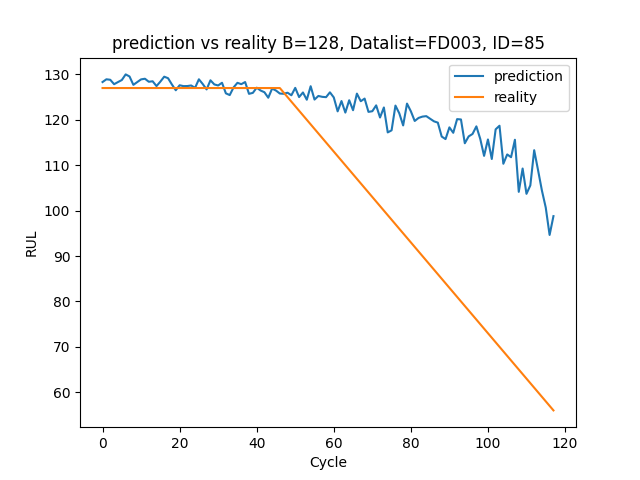 prediction vs reality B=128, Datalist=FD003, ID=85
prediction
reality
130
120
110
100
90
80
70
60
RUL
0 20 40 60 80 100 120
Cycle